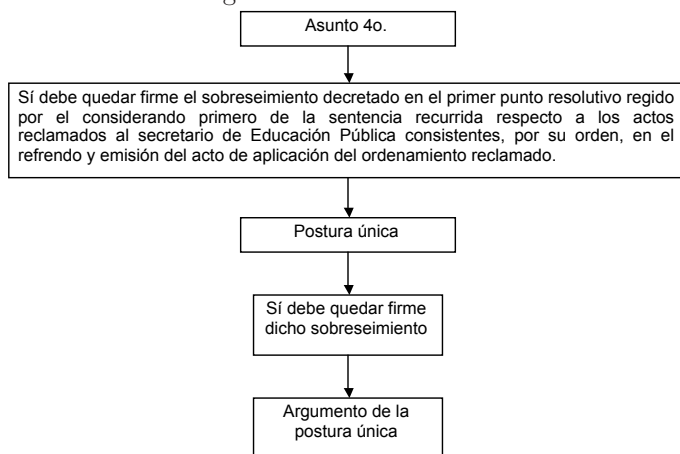 Asunto 4o.
Sí debe quedar firme el sobreseimiento decretado en el primer punto resolutivo regido
por el considerando primero de la sentencia recurrida respecto a los actos
reclamados al secretario de Educación Pública consistentes, por su orden, en el
refrendo y emisión del acto de aplicación del ordenamiento reclamado.
Postura única
Sí debe quedar firme
dicho sobreseimiento
Argumento de la
postura única